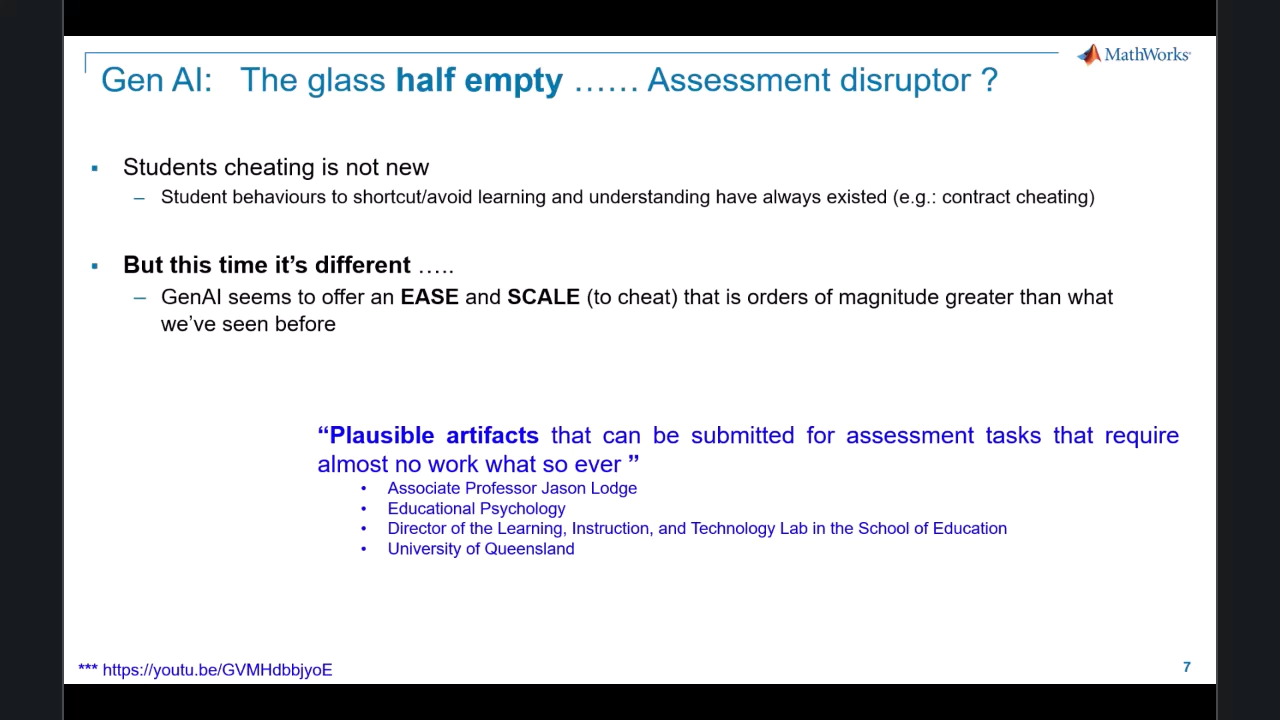 MathWorks®
Gen AI: The glass half empty …… Assessment disruptor ?
▪ Students cheating is not new
– Student behaviours to shortcut/avoid learning and understanding have always existed (e.g.: contract cheating)
▪ But this time it’s different …..
– GenAI seems to offer an EASE and SCALE (to cheat) that is orders of magnitude greater than what
we’ve seen before
“Plausible artifacts that can be submitted for assessment tasks that require
almost no work what so ever ”
• Associate Professor Jason Lodge
• Educational Psychology
• Director of the Learning, Instruction, and Technology Lab in the School of Education
• University of Queensland
*** https://youtu.be/GVMHdbbjyoE
7